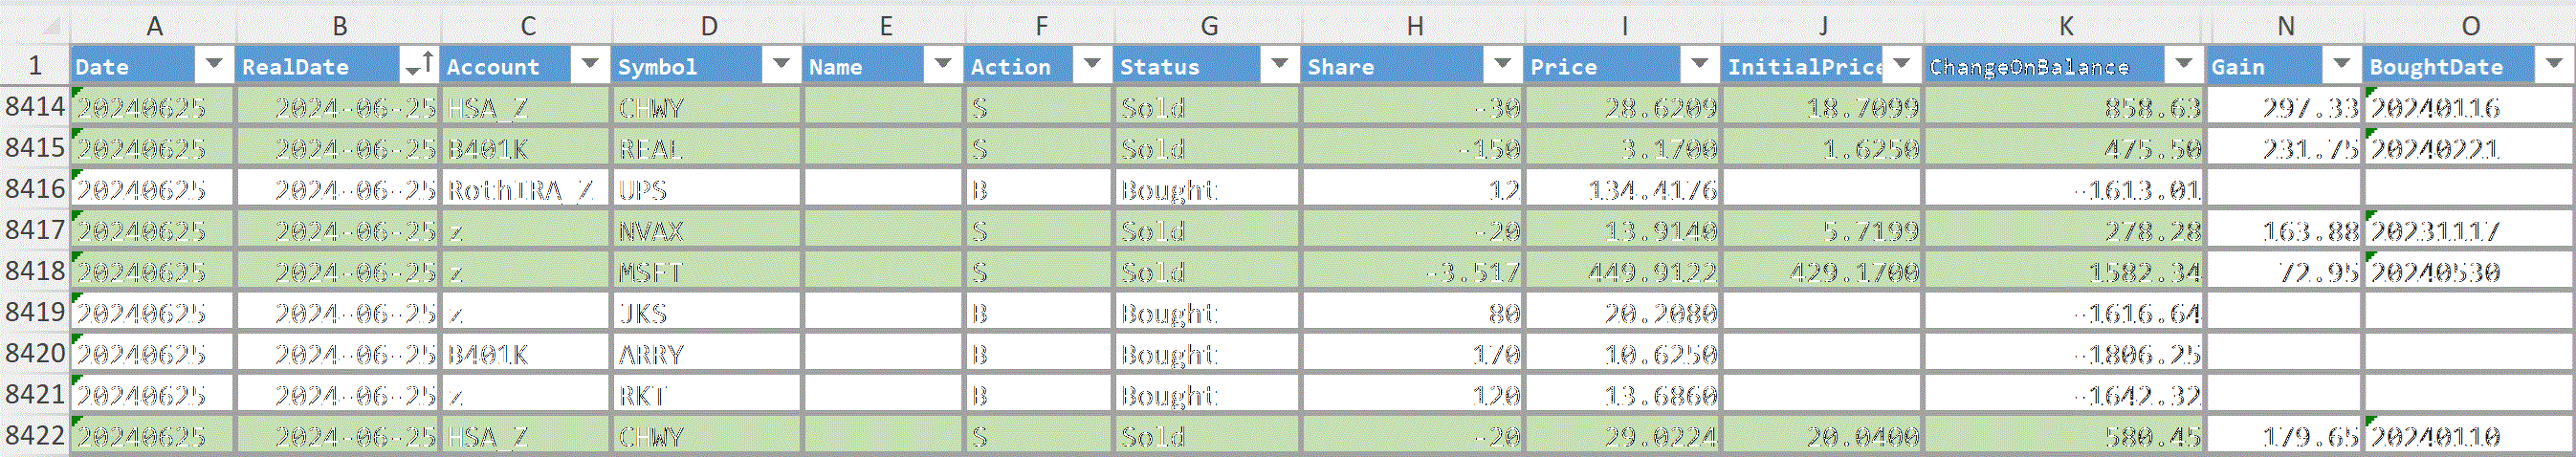 A B C D E F G H I J K N O
1 Date RealDate Account Symbol Name Action Status Share Price InitialPrice ChangeOnBalance Gain BoughtDate
8414 20240625 2024-06-25 HSA_Z CHWY S Sold -30 28.6209 18.7099 858.63 297.33 20240116
8415 20240625 2024-06-25 B401K REAL S Sold -150 3.1700 1.6250 475.50 231.75 20240221
8416 20240625 2024-06-25 RothIRA_Z UPS B Bought 12 134.4176 -1613.01
8417 20240625 2024-06-25 z NVAX S Sold -20 13.9140 5.7199 278.28 163.88 20231117
8418 20240625 2024-06-25 z MSFT S Sold -3.517 449.9122 429.1700 1582.34 72.95 20240530
8419 20240625 2024-06-25 z JKS B Bought 80 20.2080 -1616.64
8420 20240625 2024-06-25 B401K ARRY B Bought 170 10.6250 -1806.25
8421 20240625 2024-06-25 z RKT B Bought 120 13.6860 -1642.32
8422 20240625 2024-06-25 HSA_Z CHWY S Sold -20 29.0224 20.0400 580.45 179.65 20240110